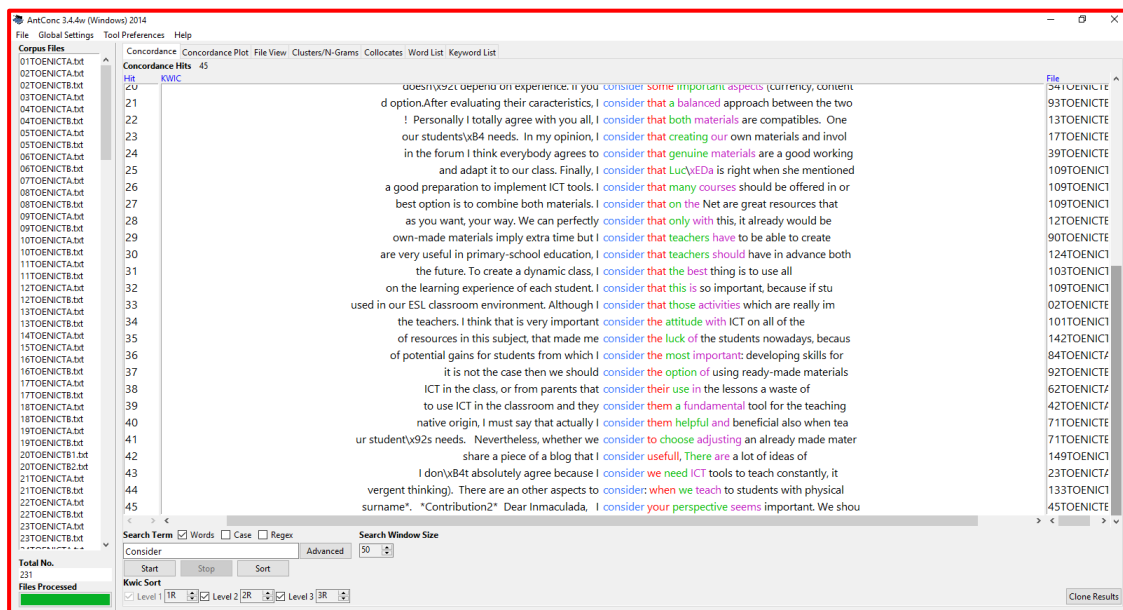 AntConc 3.4.4w (Windows) 2014
File Global Settings Tool Preferences Help
Corpus Files
01TOENICTA.txt
02TOENICTA.txt
02TOENICTB.txt
03TOENICTA.txt
04TOENICTA.txt
04TOENICTB.txt
05TOENICTA.txt
05TOENICTB.txt
06TOENICTA.txt
06TOENICTB.txt
07TOENICTA.txt
08TOENICTA.txt
08TOENICTB.txt
09TOENICTA.txt
09TOENICTB.txt
10TOENICTA.txt
10TOENICTB.txt
11TOENICTA.txt
11TOENICTB.txt
12TOENICTA.txt
12TOENICTB.txt
13TOENICTA.txt
13TOENICTB.txt
14TOENICTA.txt
15TOENICTA.txt
16TOENICTA.txt
16TOENICTB.txt
17TOENICTA.txt
17TOENICTB.txt
18TOENICTA.txt
18TOENICTB.txt
19TOENICTA.txt
19TOENICTB.txt
20TOENICTB1.txt
20TOENICTB2.txt
21TOENICTA.txt
21TOENICTB.txt
22TOENICTA.txt
22TOENICTB.txt
23TOENICTA.txt
23TOENICTB.txt
Total No.
231
Files Processed
Concordance Concordance Plot File View Clusters/N-Grams Collocates Word List Keyword List
Concordance Hits 45
Hit KWIC File
20 doesn\x92t depend on experience. If you consider some important aspects (currency, content 54TOENICTE
21 d option.After evaluating their caracteristics, I consider that a balanced approach between the two 93TOENICTE
22 ! Personally I totally agree with you all, I consider that both materials are compatibles. One 13TOENICTE
23 our students\xB4 needs. In my opinion, I consider that creating our own materials and invol 17TOENICTE
24 in the forum I think everybody agrees to consider that genuine materials are a good working 39TOENICTE
25 and adapt it to our class. Finally, I consider that Luc\xEDa is right when she mentioned 109TOENICT
26 a good preparation to implement ICT tools. I consider that many courses should be offered in or 109TOENICT
27 best option is to combine both materials. I consider that on the Net are great resources that 109TOENICT
28 as you want, your way. We can perfectly consider that only with this, it already would be 12TOENICTE
29 own-made materials imply extra time but I consider that teachers have to be able to create 90TOENICTE
30 are very useful in primary-school education, I consider that teachers should have in advance both 124TOENICT
31 the future. To create a dynamic class, I consider that the best thing is to use all 103TOENICT
32 on the learning experience of each student. I consider that this is so important, because if stu 109TOENICT
33 used in our ESL classroom environment. Although I consider that those activities which are really im 02TOENICTE
34 the teachers. I think that is very important consider the attitude with ICT on all of the 101TOENICT
35 of resources in this subject, that made me consider the luck of the students nowadays, becaus 142TOENICT
36 of potential gains for students from which I consider the most important: developing skills for 84TOENICTA
37 it is not the case then we should consider the option of using ready-made materials 92TOENICTE
38 ICT in the class, or from parents that consider their use in the lessons a waste of 62TOENICTA
39 to use ICT in the classroom and they consider them a fundamental tool for the teaching 42TOENICTA
40 native origin, I must say that actually I consider them helpful and beneficial also when tea 71TOENICTE
41 ur student\x92s needs. Nevertheless, whether we consider to choose adjusting an already made mater 71TOENICTE
42 share a piece of a blog that I consider usefull, There are a lot of ideas of 149TOENICT
43 I don\xB4t absolutely agree because I consider we need ICT tools to teach constantly, it 23TOENICTA
44 vergent thinking). There are an other aspects to consider: when we teach to students with physical 133TOENICT
45 surname*. *Contribution2* Dear Inmaculada, I consider your perspective seems important. We shou 45TOENICTE
Search Term Words Case Regex Search Window Size
Consider Advanced 50
Start Stop Sort
Kwic Sort
Level 1 1R Level 2 2R Level 3 3R Clone Results